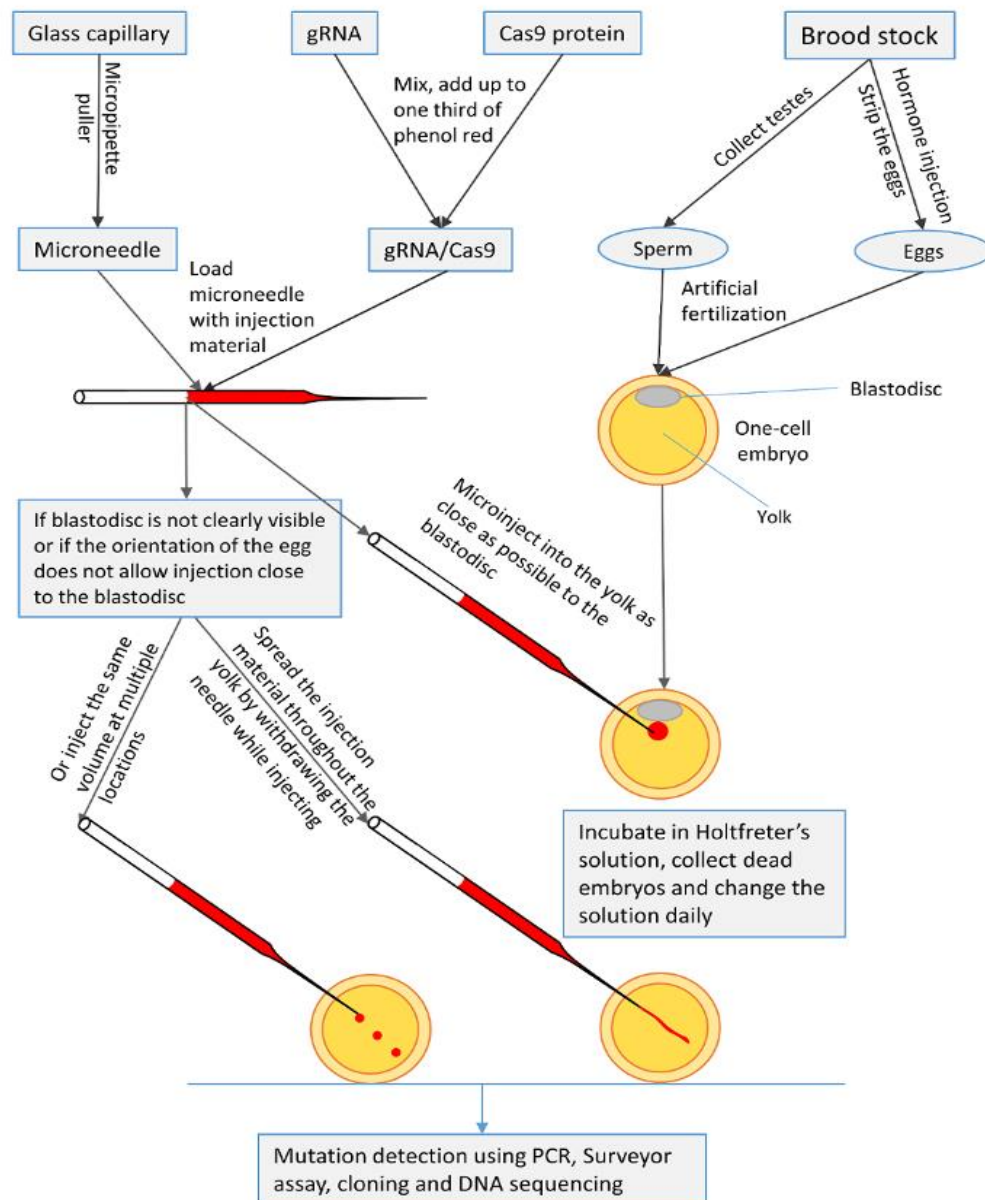 Glass capillary
gRNA
Cas9 protein
Brood stock
Micropipette
puller
Mix, add up to
one third of
phenol red
Collect testes
Hormone injection
Strip the eggs
Microneedle
gRNA/Cas9
Sperm
Eggs
Load
microneedle
with injection
material
Artificial
fertilization
Blastodisc
One-cell
embryo
Yolk
If blastodisc is not clearly visible
or if the orientation of the egg
does not allow injection close
to the blastodisc
Microinject into the yolk as
close as possible to the
blastodisc
Or inject the same
volume at multiple
locations
Spread the injection
material throughout the
yolk by withdrawing the
needle while injecting
Incubate in Holtfreter’s
solution, collect dead
embryos and change the
solution daily
Mutation detection using PCR, Surveyor
assay, cloning and DNA sequencing